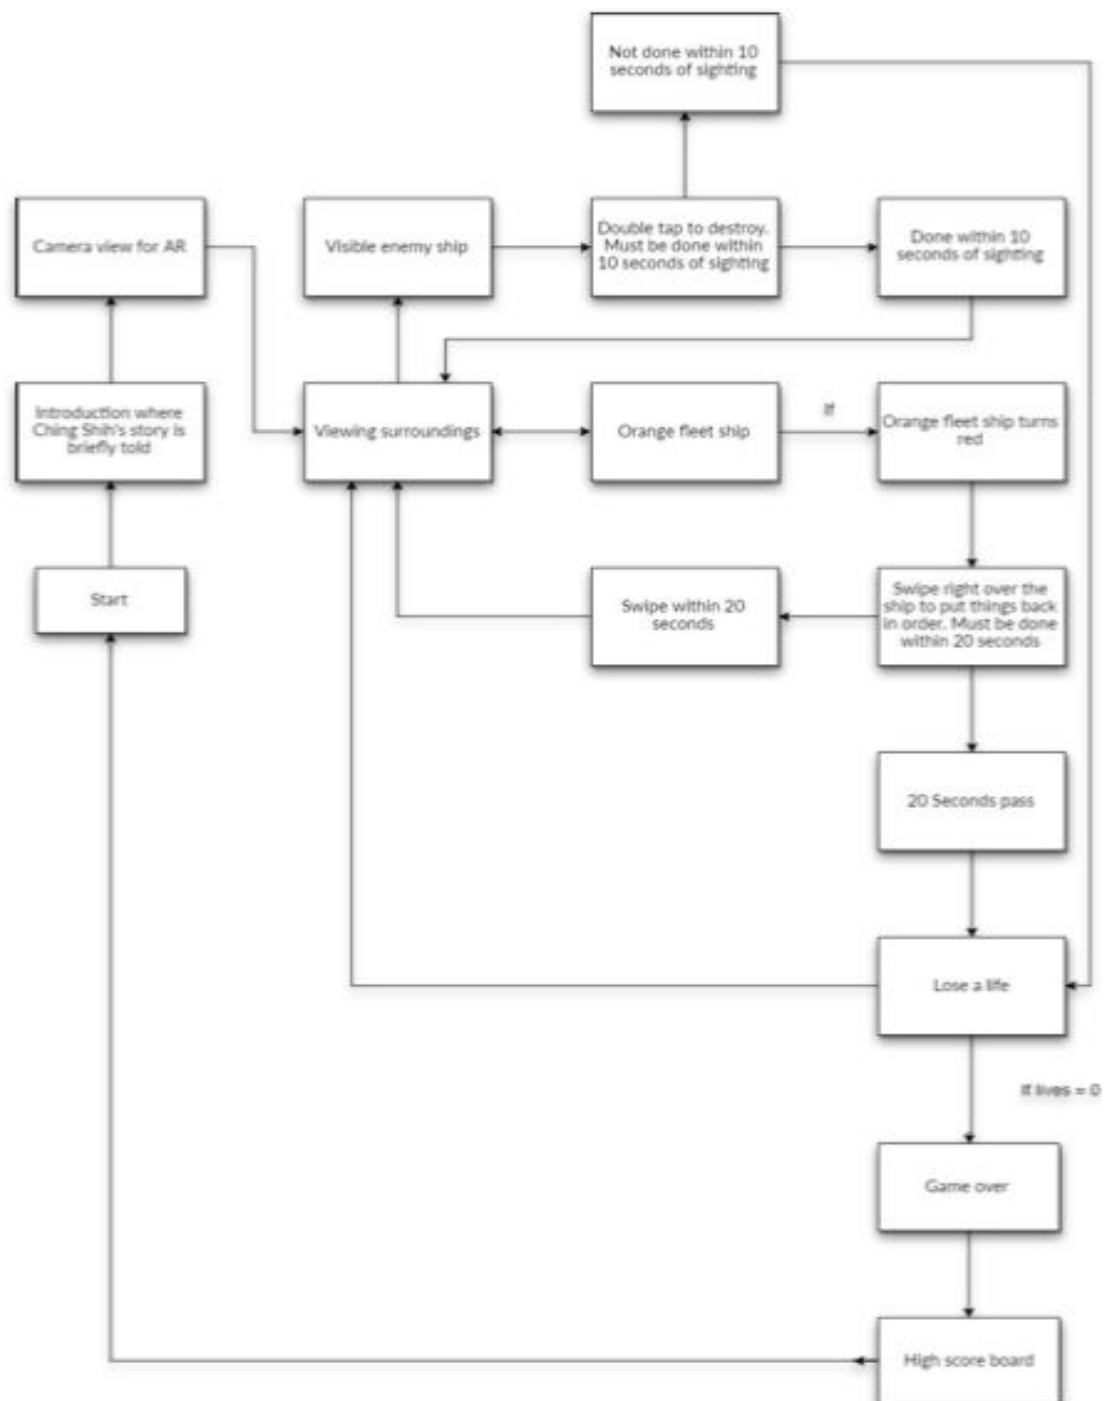 Not done within 10
seconds of sighting
Camera view for AR
Visible enemy ship
Double tap to destroy.
Must be done within
10 seconds of sighting
Done within 10
seconds of sighting
Introduction where
Ching Shih's story is
briefly told
Viewing surroundings
Orange fleet ship
If
Orange fleet ship turns
red
Start
Swipe within 20
seconds
Swipe right over the
ship to put things back
in order. Must be done
within 20 seconds
20 Seconds pass
Lose a life
If lives = 0
Game over
High score board